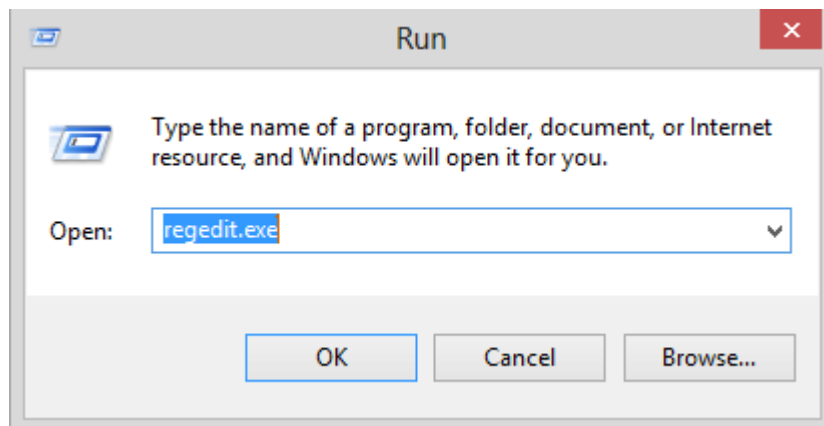 Run
Type the name of a program, folder, document, or Internet
resource, and Windows will open it for you.
Open: regedit.exe
OK Cancel Browse...